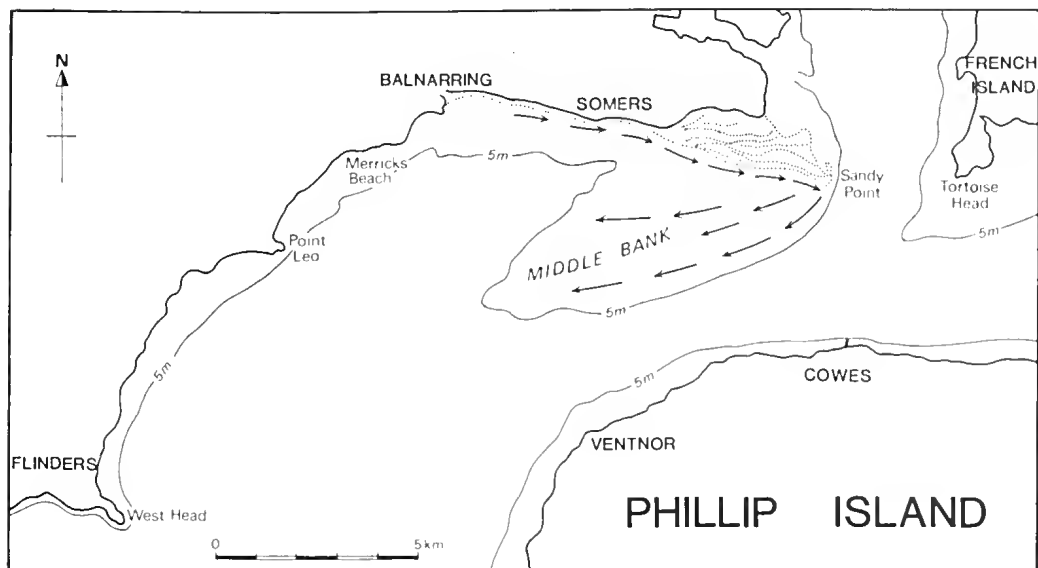 N
BALNARRING
SOMERS
FRENCH
ISLAND
5m
Merricks
Beach
Sandy
Point
Tortoise
Head
Point
Leo
5m
MIDDLE BANK
5m
5m
5m
COWES
VENTNOR
FLINDERS
West Head
PHILLIP ISLAND
0
5km